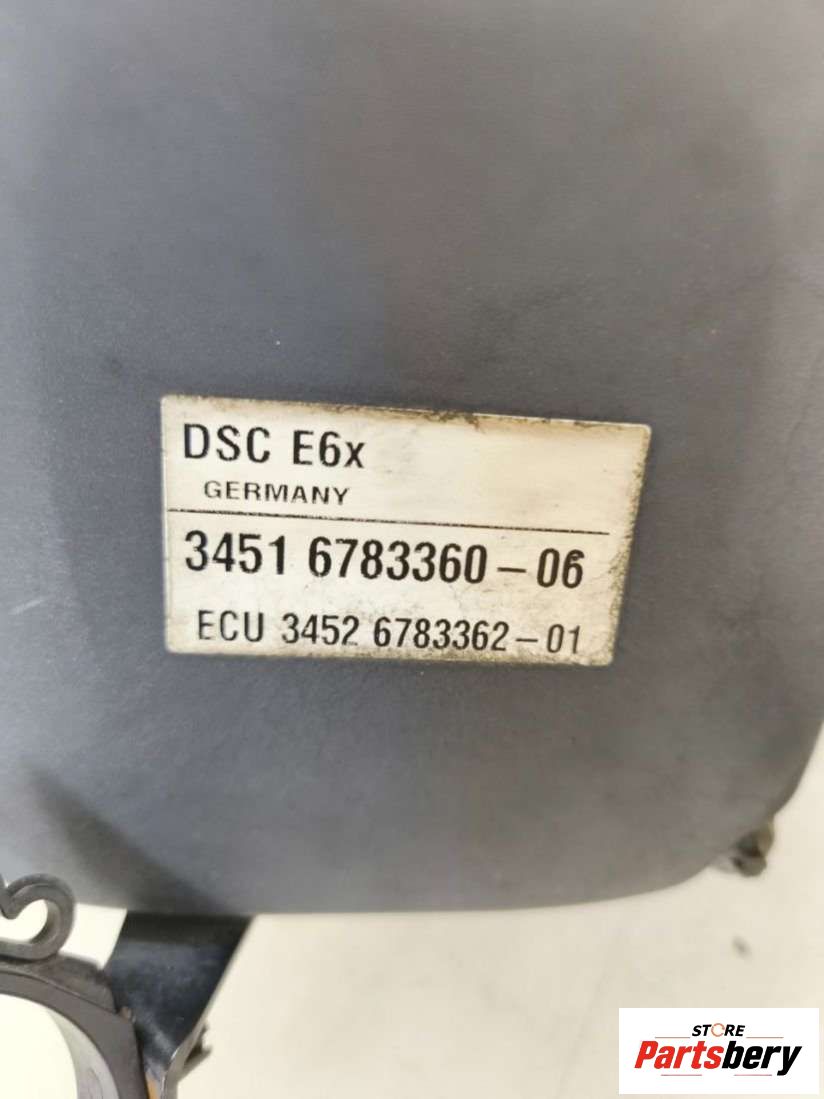 DSC E6x
GERMANY
3451 6783360-06
ECU 3452 6783362-01
STORE
Partsbery